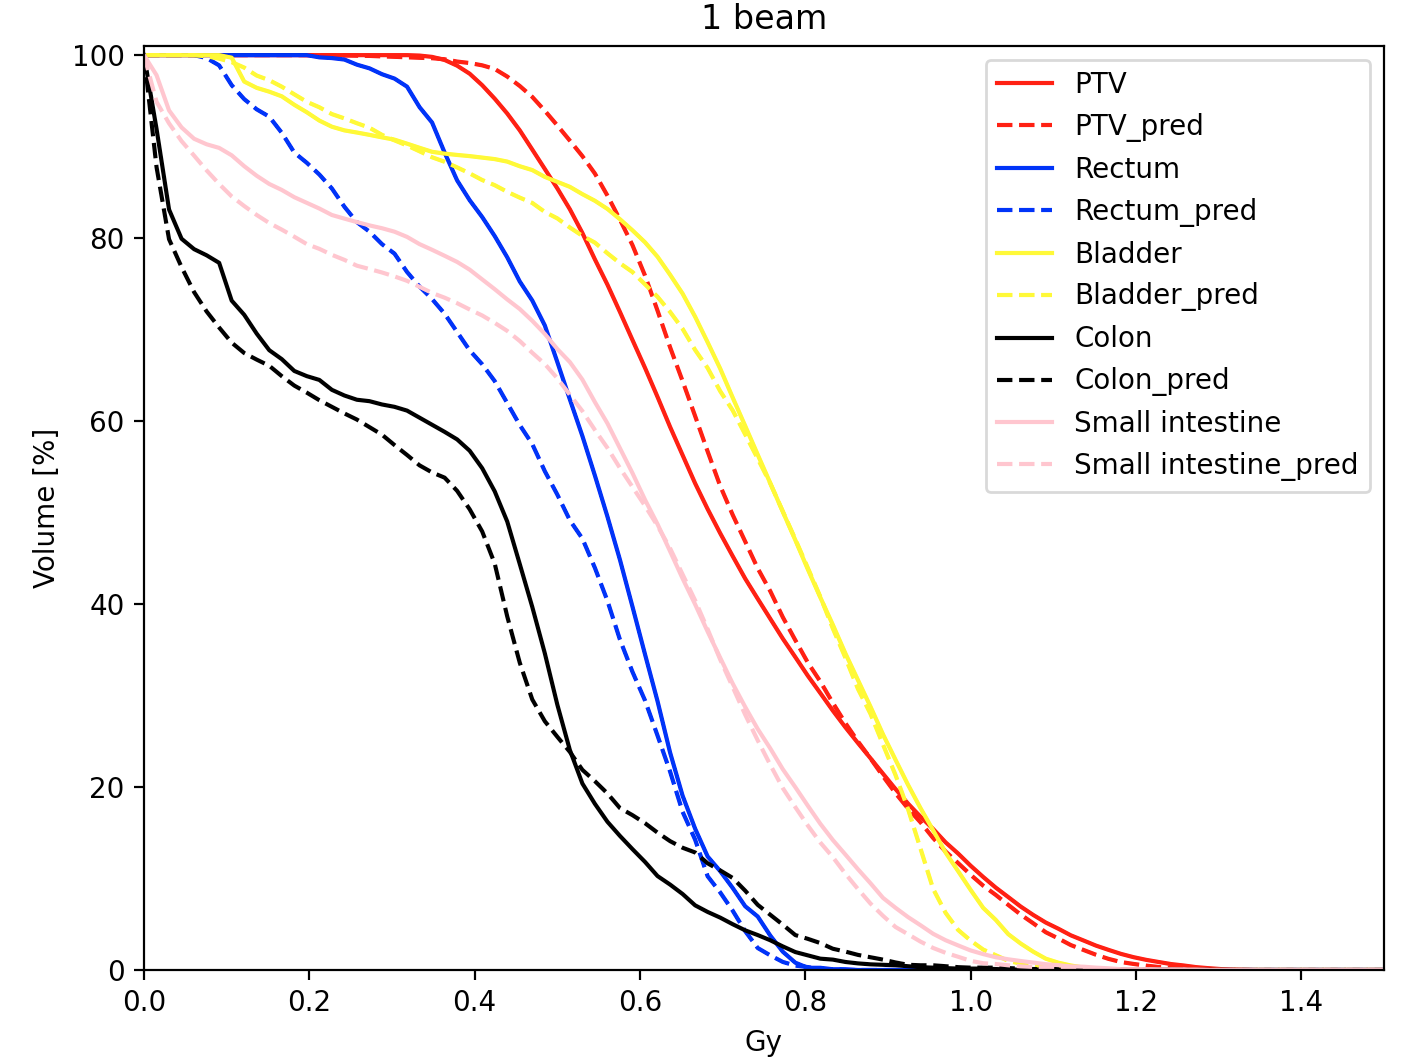 1 beam
100
80
60
40
20
0
Volume [%]
0.0 0.2 0.4 0.6 0.8 1.0 1.2 1.4
Gy
PTV
PTV_pred
Rectum
Rectum_pred
Bladder
Bladder_pred
Colon
Colon_pred
Small intestine
Small intestine_pred